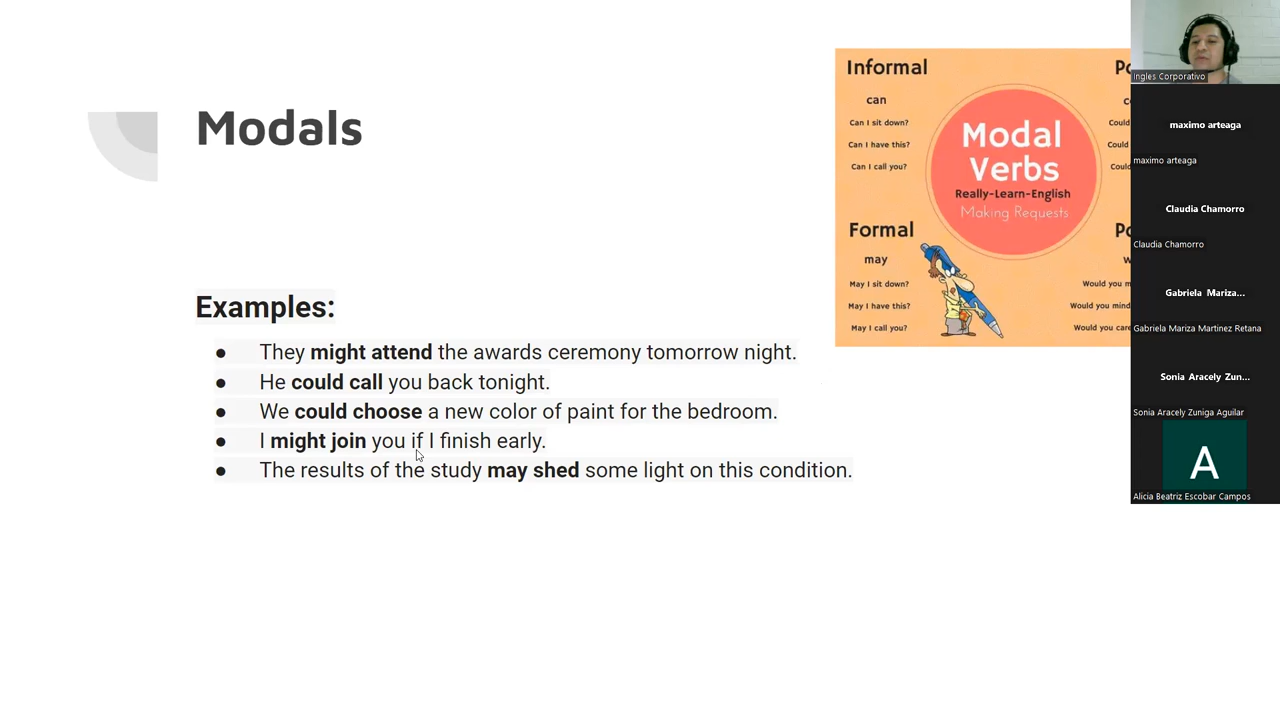 Modals
Informal
can
Can I sit down?
Can I have this?
Can I call you?
Could
Could
Could
Modal
Verbs
Really-Learn-English
Making Requests
Formal
may
May I sit down?
May I have this?
May I call you?
Would you
Would you mind
Would you care
Examples:
● They might attend the awards ceremony tomorrow night.
● He could call you back tonight.
● We could choose a new color of paint for the bedroom.
● I might join you if I finish early.
● The results of the study may shed some light on this condition.
Ingles Corporativo
maximo arteaga
maximo arteaga
Claudia Chamorro
Claudia Chamorro
Gabriela Mariza...
Gabriela Mariza Martinez Retana
Sonia Aracely Zun...
Sonia Aracely Zuniga Aguilar
A
Alicia Beatriz Escobar Campos